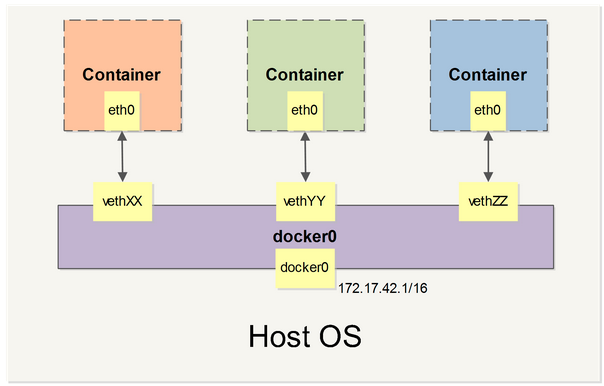 Container
Container
Container
eth0
eth0
eth0
vethXX
vethYY
vethZZ
docker0
docker0
172.17.42.1/16
Host OS